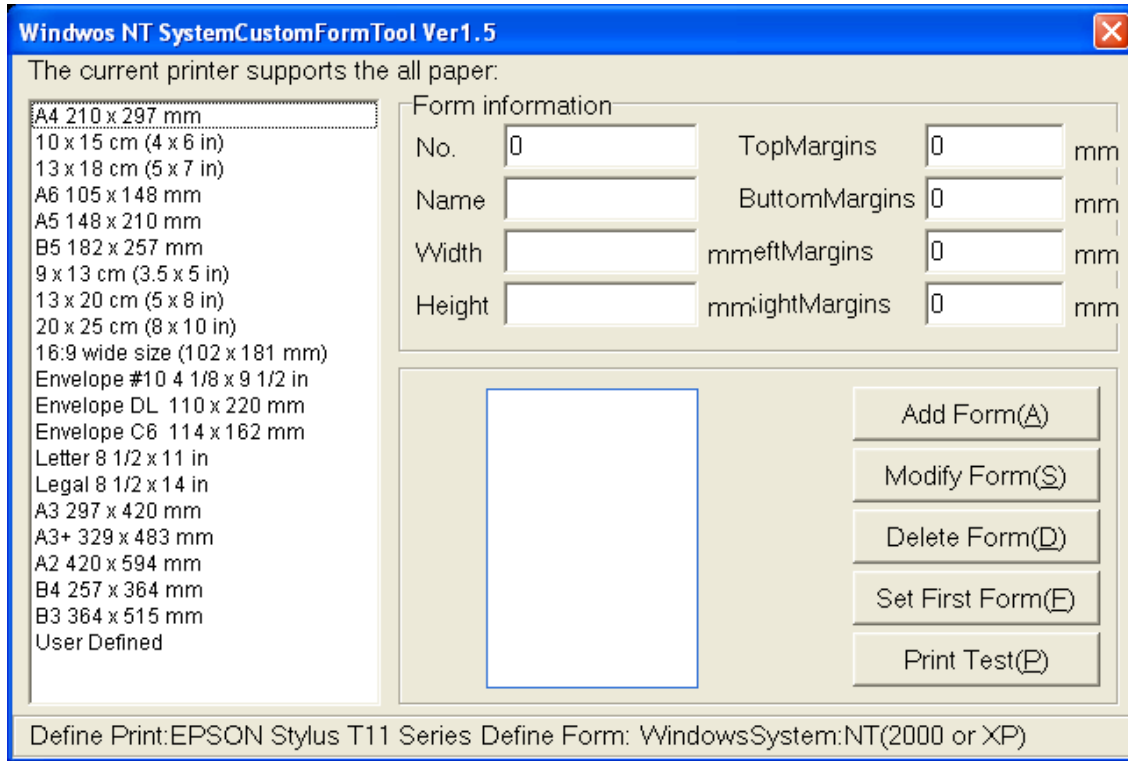 Windwos NT SystemCustomFormTool Ver1.5
The current printer supports the all paper:
A4 210 x 297 mm
10 x 15 cm (4 x 6 in)
13 x 18 cm (5 x 7 in)
A6 105 x 148 mm
A5 148 x 210 mm
B5 182 x 257 mm
9 x 13 cm (3.5 x 5 in)
13 x 20 cm (5 x 8 in)
20 x 25 cm (8 x 10 in)
16:9 wide size (102 x 181 mm)
Envelope #10 4 1/8 x 9 1/2 in
Envelope DL  110 x 220 mm
Envelope C6  114 x 162 mm
Letter 8 1/2 x 11 in
Legal 8 1/2 x 14 in
A3 297 x 420 mm
A3+ 329 x 483 mm
A2 420 x 594 mm
B4 257 x 364 mm
B3 364 x 515 mm
User Defined
Form information
No. 0 TopMargins 0 mm
Name ButtomMargins 0 mm
Width mm eftMargins 0 mm
Height mm ightMargins 0 mm
Add Form(A)
Modify Form(S)
Delete Form(D)
Set First Form(F)
Print Test(P)
Define Print:EPSON Stylus T11 Series Define Form: WindowsSystem:NT(2000 or XP)